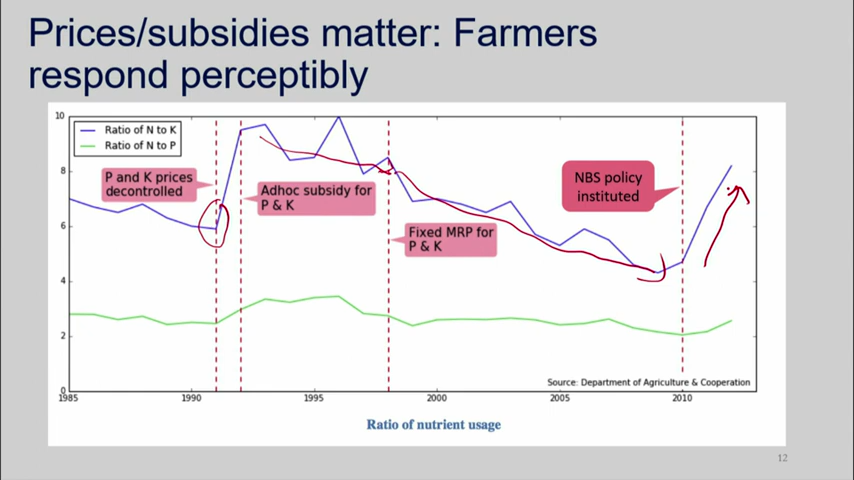 Prices/subsidies matter: Farmers
respond perceptibly
10
8
6
4
2
0
Ratio of N to K
Ratio of N to P
P and K prices
decontrolled
Adhoc subsidy for
P & K
Fixed MRP for
P & K
NBS policy
instituted
Source: Department of Agriculture & Cooperation
1985
1990
1995
2000
2005
2010
Ratio of nutrient usage
12